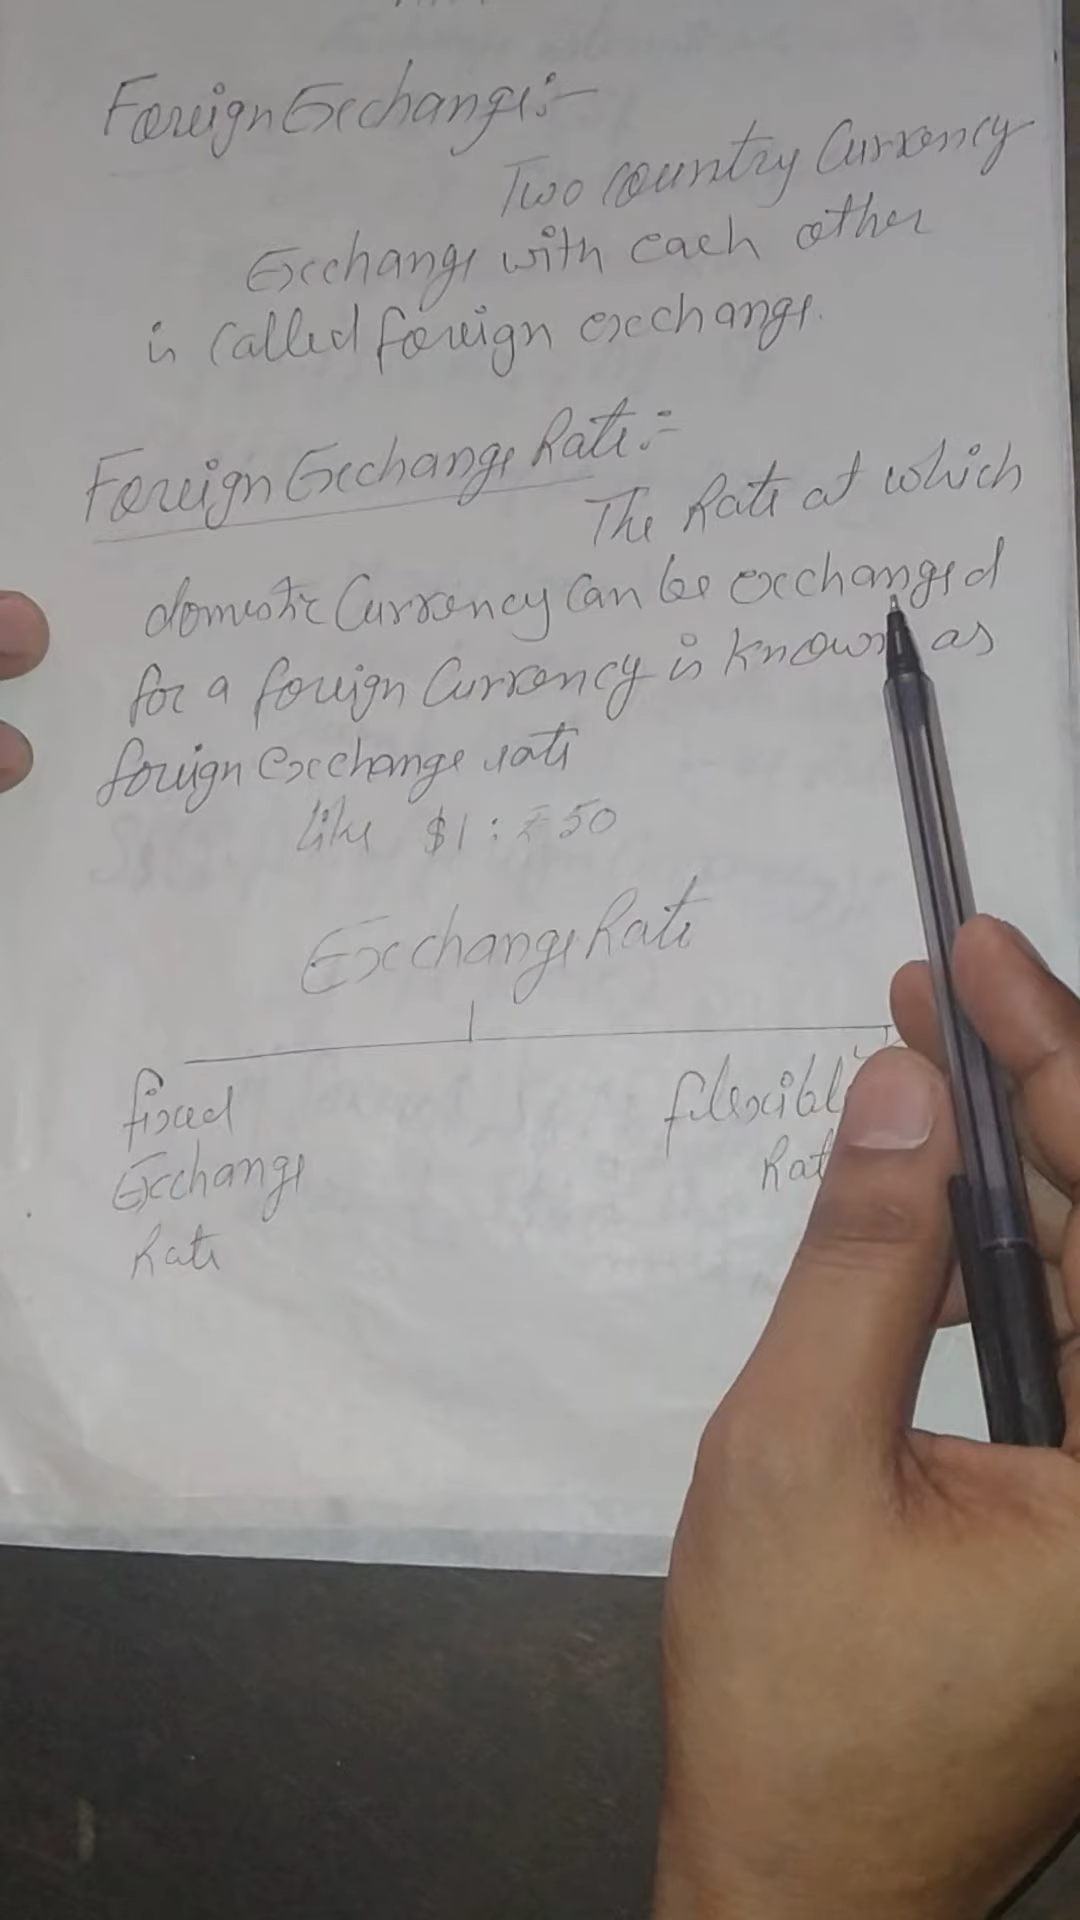 Foreign Exchange:-
Two Country Currency
Exchange with each other
is called foreign exchange.
Foreign Exchange Rate:-
The Rate at which
domestic Currency Can be exchanged
for a foreign Currency is known as
foreign exchange rate
like $1 : ₹50
Exchange Rate
fixed
Exchange
Rate
flexibl
Rat